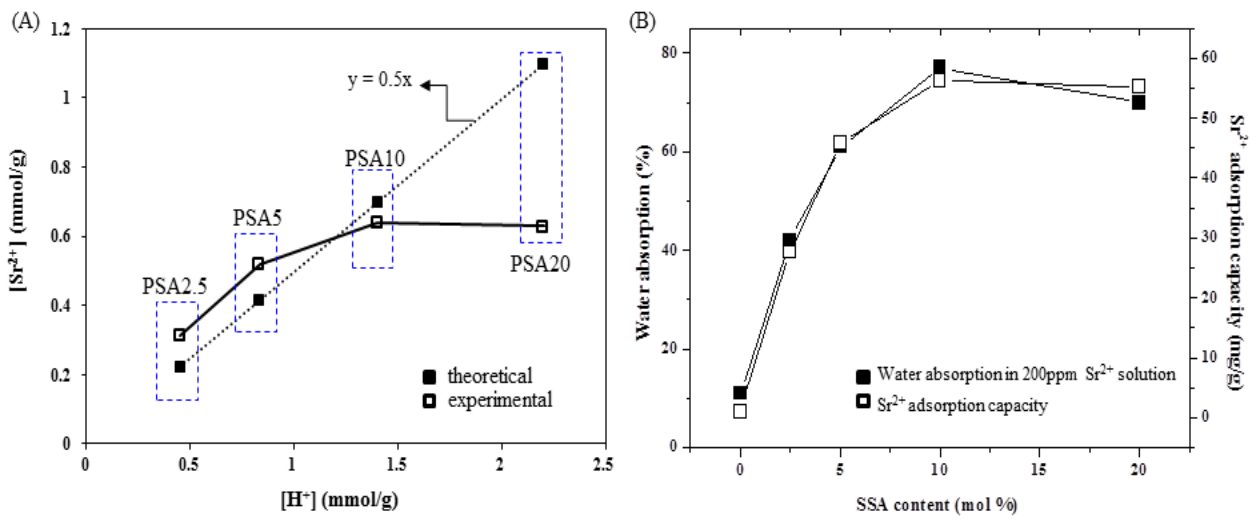 (A)
1.2
1
0.8
0.6
0.4
0.2
0
[Sr²⁺] (mmol/g)
y = 0.5x
PSA10
PSA5
PSA20
PSA2.5
theoretical
experimental
0 0.5 1 1.5 2 2.5
[H⁺] (mmol/g)
(B)
80
60
40
20
0
Water absorption (%)
60
50
40
30
20
10
0
Sr²⁺ adsorption capacity (mg/g)
Water absorption in 200ppm Sr²⁺ solution
Sr²⁺ adsorption capacity
0 5 10 15 20
SSA content (mol %)